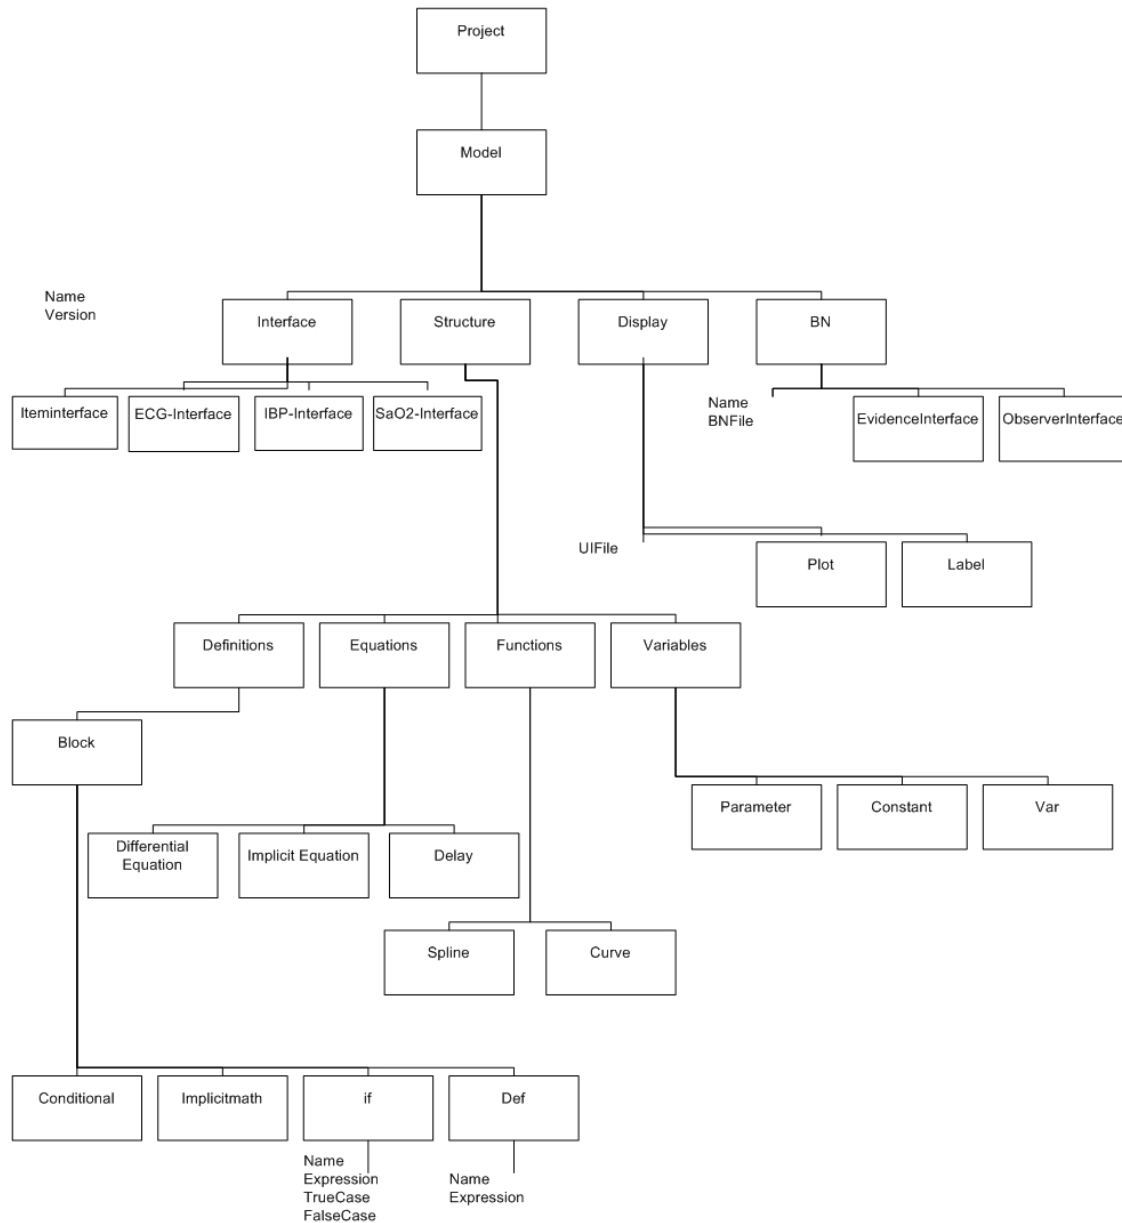 Project
Model
Name
Version
Interface
Structure
Display
BN
Iteminterface
ECG-Interface
IBP-Interface
SaO2-Interface
Name
BNFile
EvidenceInterface
ObserverInterface
UIFile
Plot
Label
Definitions
Equations
Functions
Variables
Block
Parameter
Constant
Var
Differential
Equation
Implicit Equation
Delay
Spline
Curve
Conditional
Implicitmath
if
Def
Name
Expression
TrueCase
FalseCase
Name
Expression